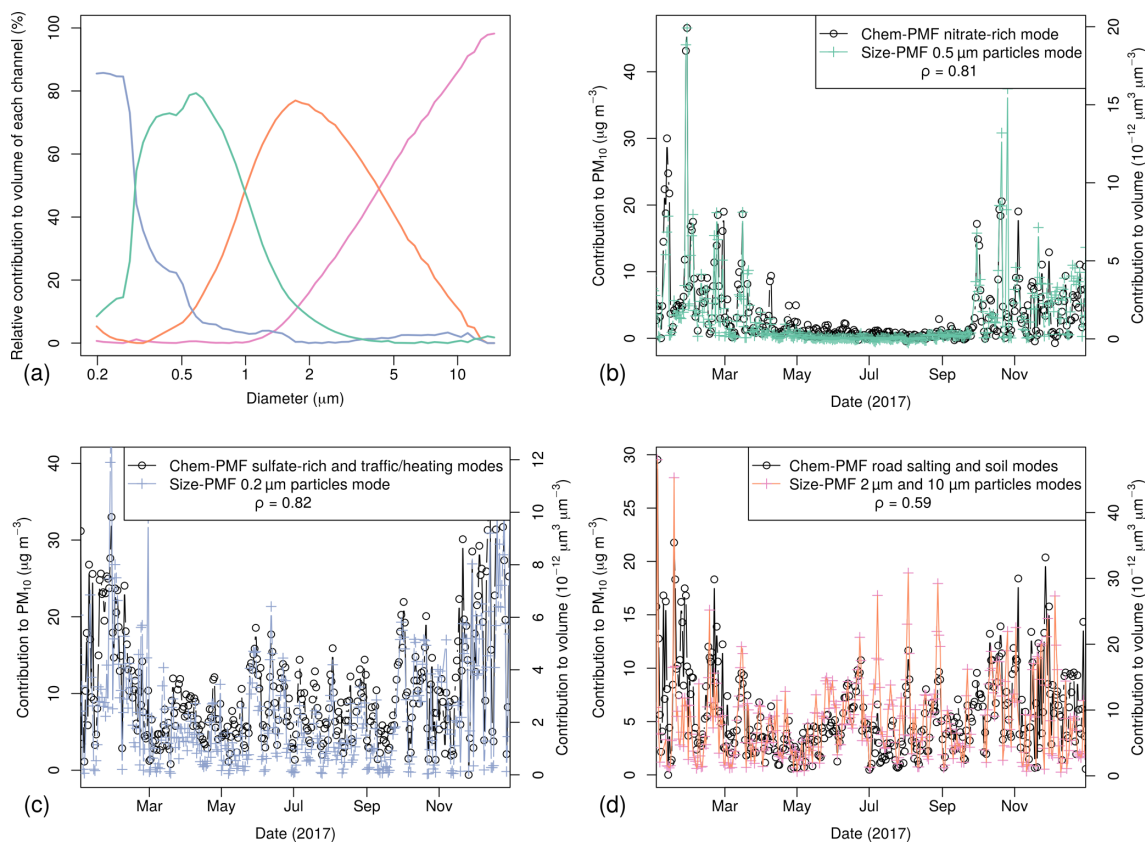 Relative contribution to volume of each channel (%)
100
80
60
40
20
0
0.2 0.5 1 2 5 10
Diameter (μm)
(a)
Chem-PMF nitrate-rich mode
Size-PMF 0.5 μm particles mode
ρ = 0.81
Contribution to PM₁₀ (μg m⁻³)
40
30
20
10
0
Contribution to volume (10⁻¹² μm³ μm⁻³)
20
15
10
5
0
Mar May Jul Sep Nov
Date (2017)
(b)
Chem-PMF sulfate-rich and traffic/heating modes
Size-PMF 0.2 μm particles mode
ρ = 0.82
Contribution to PM₁₀ (μg m⁻³)
40
30
20
10
0
Contribution to volume (10⁻¹² μm³ μm⁻³)
12
10
8
6
4
2
0
Mar May Jul Sep Nov
Date (2017)
(c)
Chem-PMF road salting and soil modes
Size-PMF 2 μm and 10 μm particles modes
ρ = 0.59
Contribution to PM₁₀ (μg m⁻³)
30
25
20
15
10
5
0
Contribution to volume (10⁻¹² μm³ μm⁻³)
40
30
20
10
0
Mar May Jul Sep Nov
Date (2017)
(d)